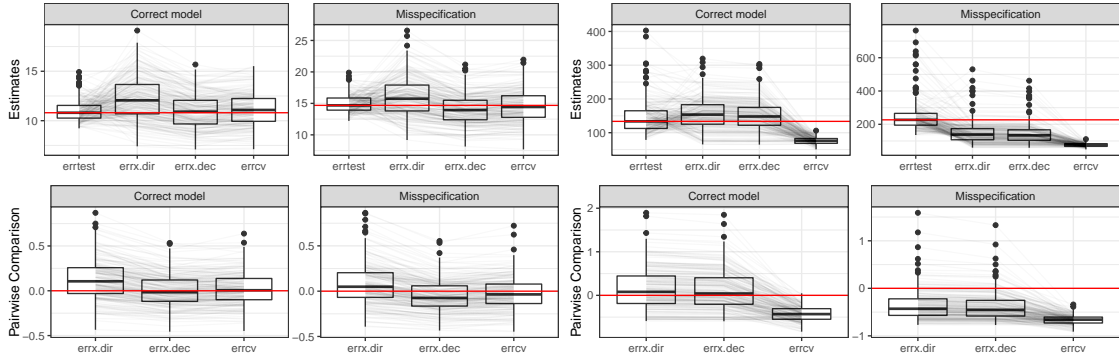 Correct model
Misspecification
Correct model
Misspecification
Estimates
15
10
25
20
15
10
Estimates
400
300
200
100
600
400
200
errtest errx.dir errx.dec errcv
errtest errx.dir errx.dec errcv
errtest errx.dir errx.dec errcv
errtest errx.dir errx.dec errcv
Correct model
Misspecification
Correct model
Misspecification
Pairwise Comparison
0.5
0.0
−0.5
0.5
0.0
−0.5
Pairwise Comparison
2
1
0
1
0
−1
errx.dir errx.dec errcv
errx.dir errx.dec errcv
errx.dir errx.dec errcv
errx.dir errx.dec errcv